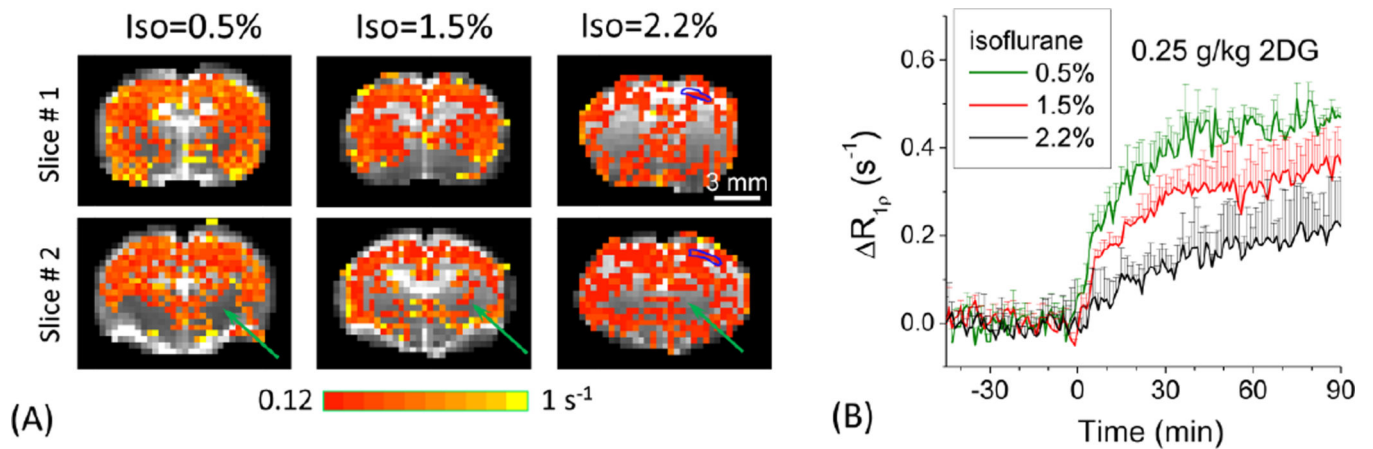 Iso=0.5% Iso=1.5% Iso=2.2%
Slice # 1
3 mm
Slice # 2
0.12 1 s⁻¹
(A)
isoflurane
0.5%
1.5%
2.2%
0.25 g/kg 2DG
ΔR₁ρ (s⁻¹)
0.6
0.4
0.2
0.0
-30 0 30 60 90
Time (min)
(B)